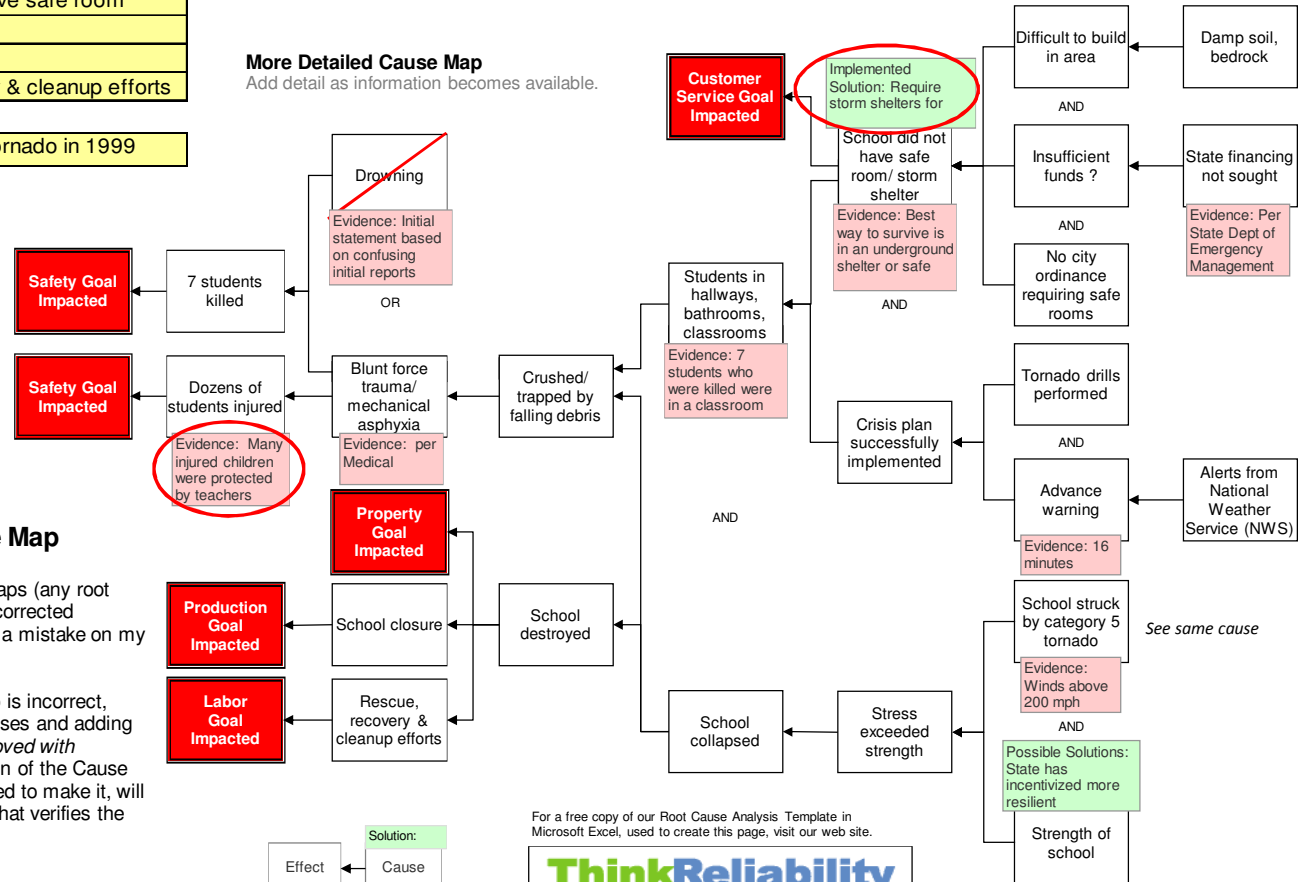 ve safe room
& cleanup efforts
ornado in 1999
More Detailed Cause Map
Add detail as information becomes available.
Customer
Service Goal
Impacted
Implemented
Solution: Require
storm shelters for
School did not
have safe
room/ storm
shelter
Evidence: Best
way to survive is
in an underground
shelter or safe
AND
Difficult to build
in area
Damp soil,
bedrock
AND
Insufficient
funds ?
State financing
not sought
Evidence: Per
State Dept of
Emergency
Management
AND
No city
ordinance
requiring safe
rooms
Drowning
Evidence: Initial
statement based
on confusing
initial reports
OR
Safety Goal
Impacted
7 students
killed
Students in
hallways,
bathrooms,
classrooms
Evidence: 7
students who
were killed were
in a classroom
Safety Goal
Impacted
Dozens of
students injured
Evidence: Many
injured children
were protected
by teachers
Blunt force
trauma/
mechanical
asphyxia
Evidence: per
Medical
Crushed/
trapped by
falling debris
Crisis plan
successfully
implemented
Tornado drills
performed
AND
Advance
warning
Evidence: 16
minutes
Alerts from
National
Weather
Service (NWS)
AND
Property
Goal
Impacted
Production
Goal
Impacted
School closure
School
destroyed
Labor
Goal
Impacted
Rescue,
recovery &
cleanup efforts
School
collapsed
Stress
exceeded
strength
School struck
by category 5
tornado
See same cause
Evidence:
Winds above
200 mph
AND
Possible Solutions:
State has
incentivized more
resilient
Strength of
school
e Map
aps (any root
corrected
a mistake on my
o is incorrect,
ses and adding
oved with
n of the Cause
ed to make it, will
hat verifies the
Solution:
Effect
Cause
For a free copy of our Root Cause Analysis Template in
Microsoft Excel, used to create this page, visit our web site.
ThinkReliability